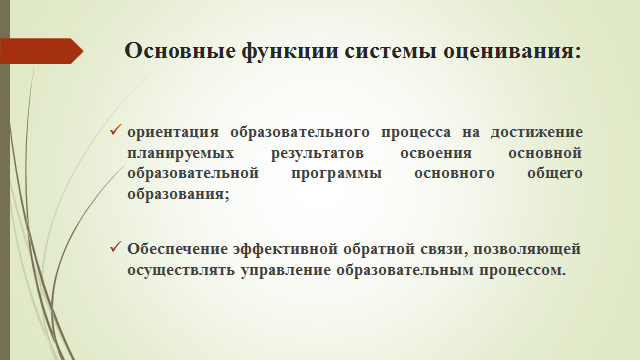 Основные функции системы оценивания:
ориентация образовательного процесса на достижение
планируемых результатов освоения основной
образовательной программы основного общего
образования;
Обеспечение эффективной обратной связи, позволяющей
осуществлять управление образовательным процессом.